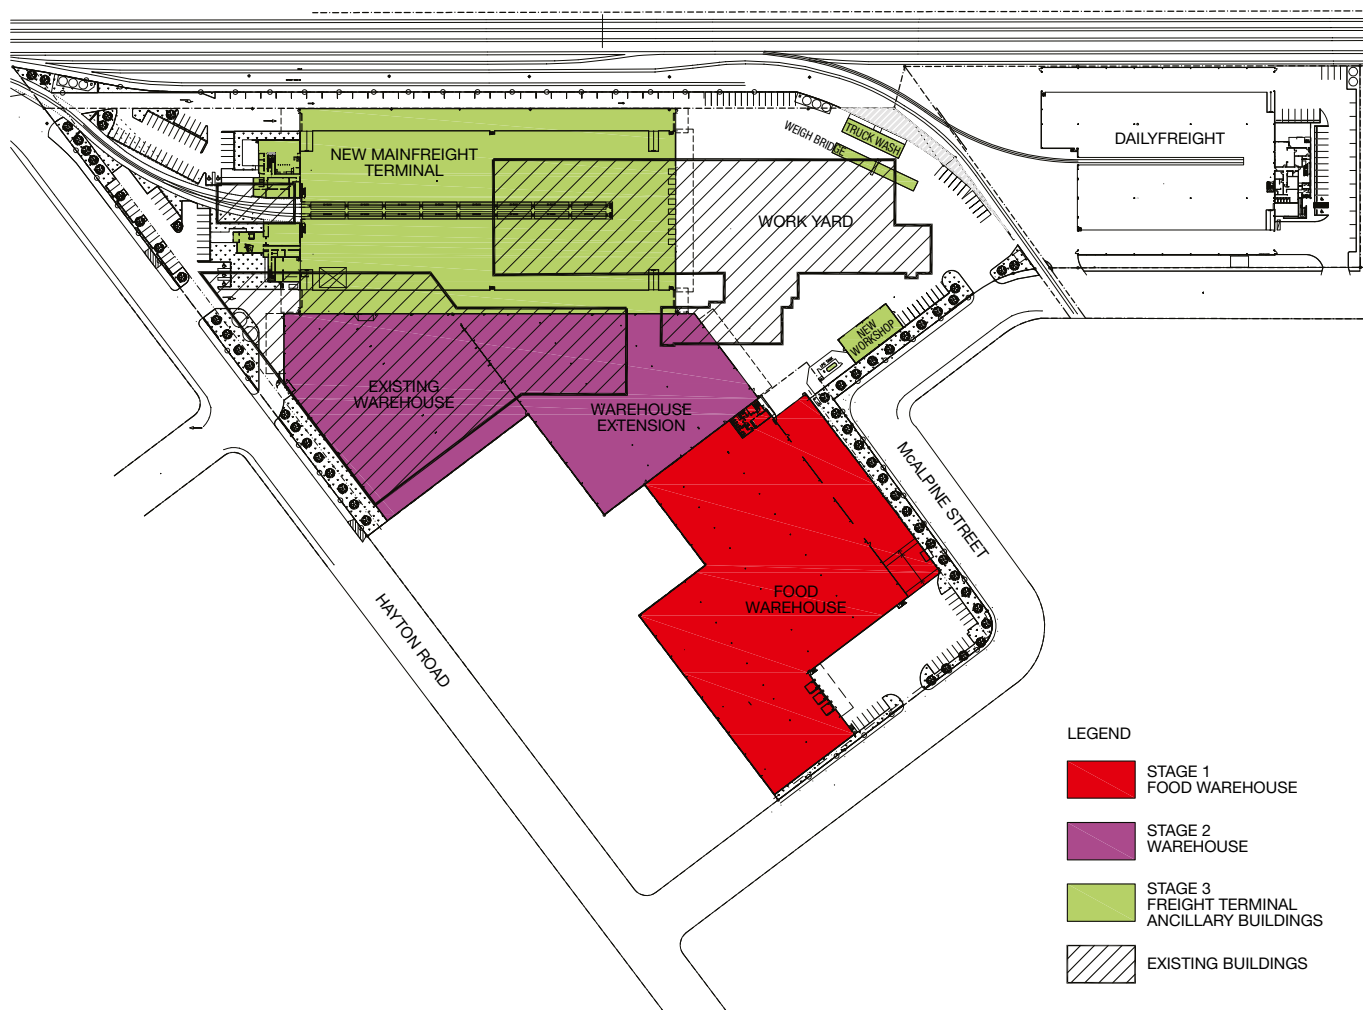 NEW MAINFREIGHT
TERMINAL
WEIGH BRIDGE
TRUCK WASH
DAILYFREIGHT
WORK YARD
NEW
WORKSHOP
EXISTING
WAREHOUSE
WAREHOUSE
EXTENSION
McALPINE STREET
FOOD
WAREHOUSE
HAYTON ROAD
LEGEND
STAGE 1
FOOD WAREHOUSE
STAGE 2
WAREHOUSE
STAGE 3
FREIGHT TERMINAL
ANCILLARY BUILDINGS
EXISTING BUILDINGS